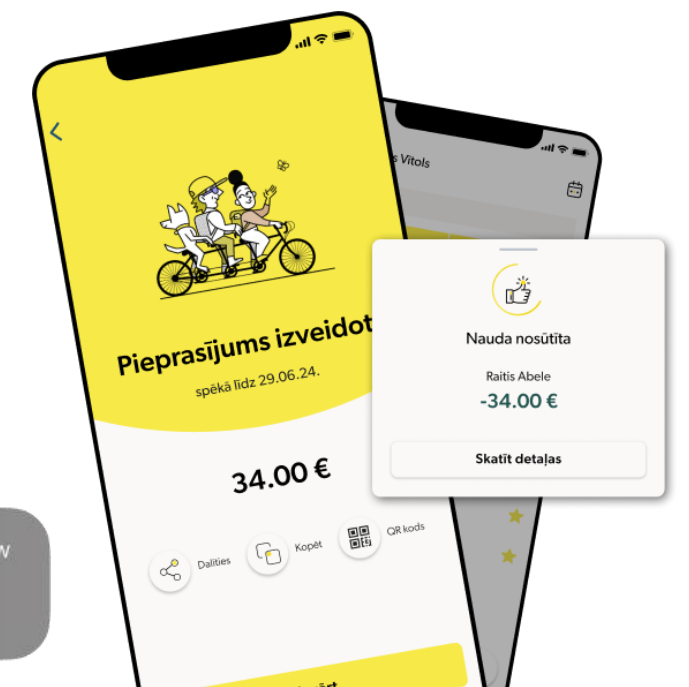 Pieprasījums izveidot
spēkā līdz 29.06.24.
34.00 €
Dalīties
Kopēt
QR kods
Vītols
Nauda nosūtīta
Raitis Abele
-34.00 €
Skatīt detaļas